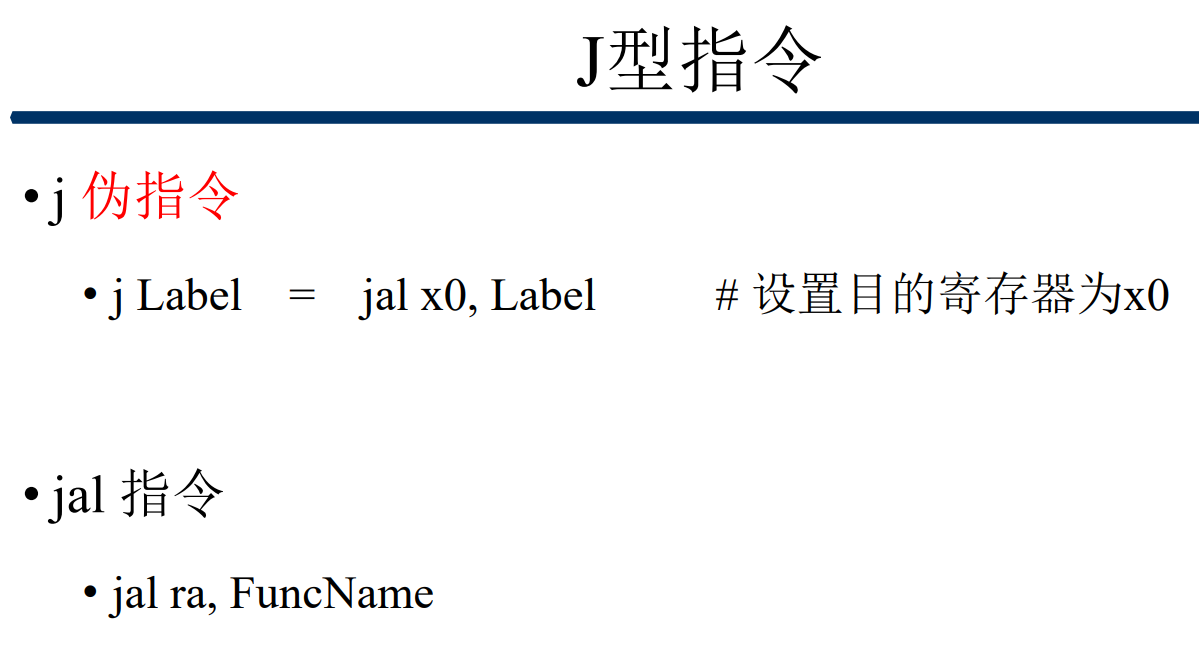 J型指令
• j 伪指令
• j Label = jal x0, Label # 设置目的寄存器为x0
• jal 指令
• jal ra, FuncName